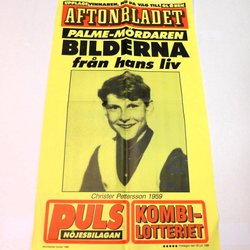 AFTONBLADET
PALME-MÖRDAREN
BILDERNA
från hans liv
Christer Pettersson 1959
PULS
NÖJESBILAGAN
KOMBI-
LOTTERIET